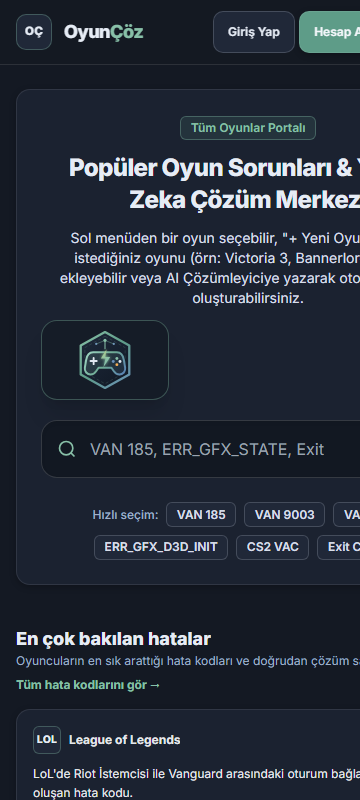 OÇ OyunÇöz Giriş Yap Hesap A
Tüm Oyunlar Portalı
Popüler Oyun Sorunları & Y
Zeka Çözüm Merkez
Sol menüden bir oyun seçebilir, "+ Yeni Oyu
istediğiniz oyunu (örn: Victoria 3, Bannerlor
ekleyebilir veya AI Çözümleyiciye yazarak oto
oluşturabilirsiniz.
VAN 185, ERR_GFX_STATE, Exit
Hızlı seçim: VAN 185 VAN 9003 VA
ERR_GFX_D3D_INIT CS2 VAC Exit C
En çok bakılan hatalar
Oyuncuların en sık arattığı hata kodları ve doğrudan çözüm sa
Tüm hata kodlarını gör →
LOL League of Legends
LoL'de Riot İstemcisi ile Vanguard arasındaki oturum bağla
oluşan hata kodu.